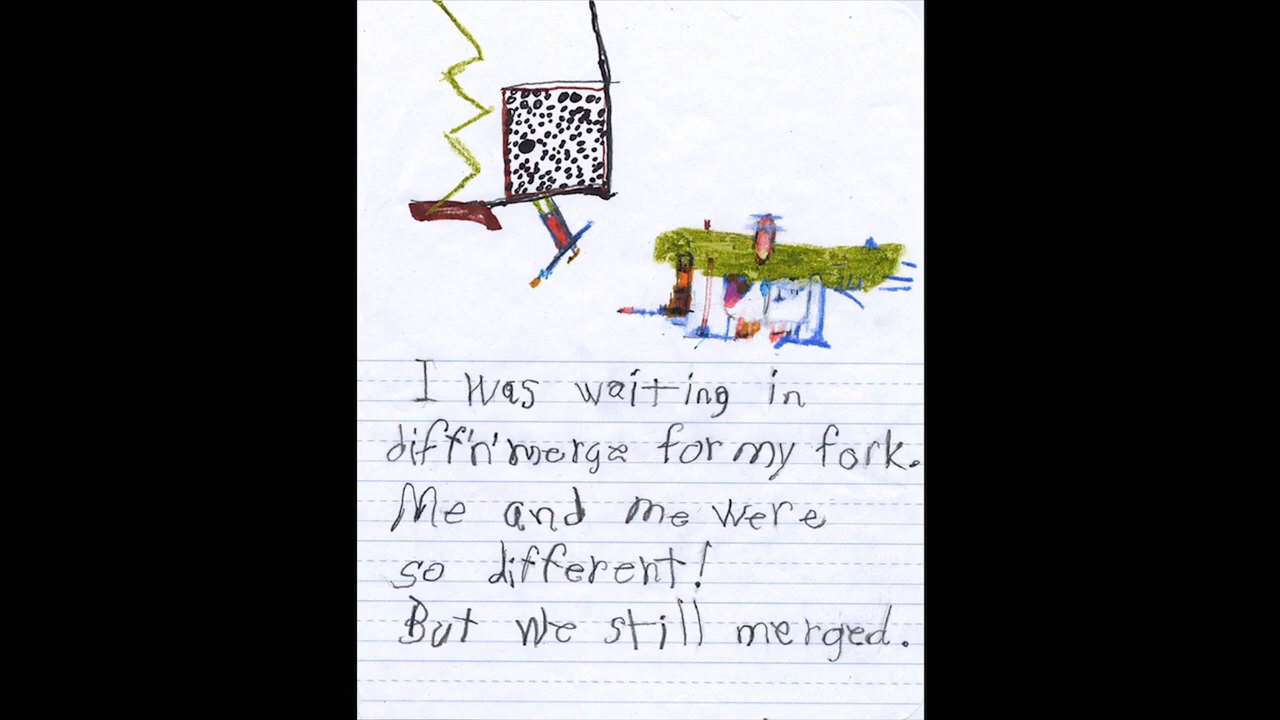 I was waiting in
diff'n'merge for my fork.
Me and me were
so different!
But we still merged.